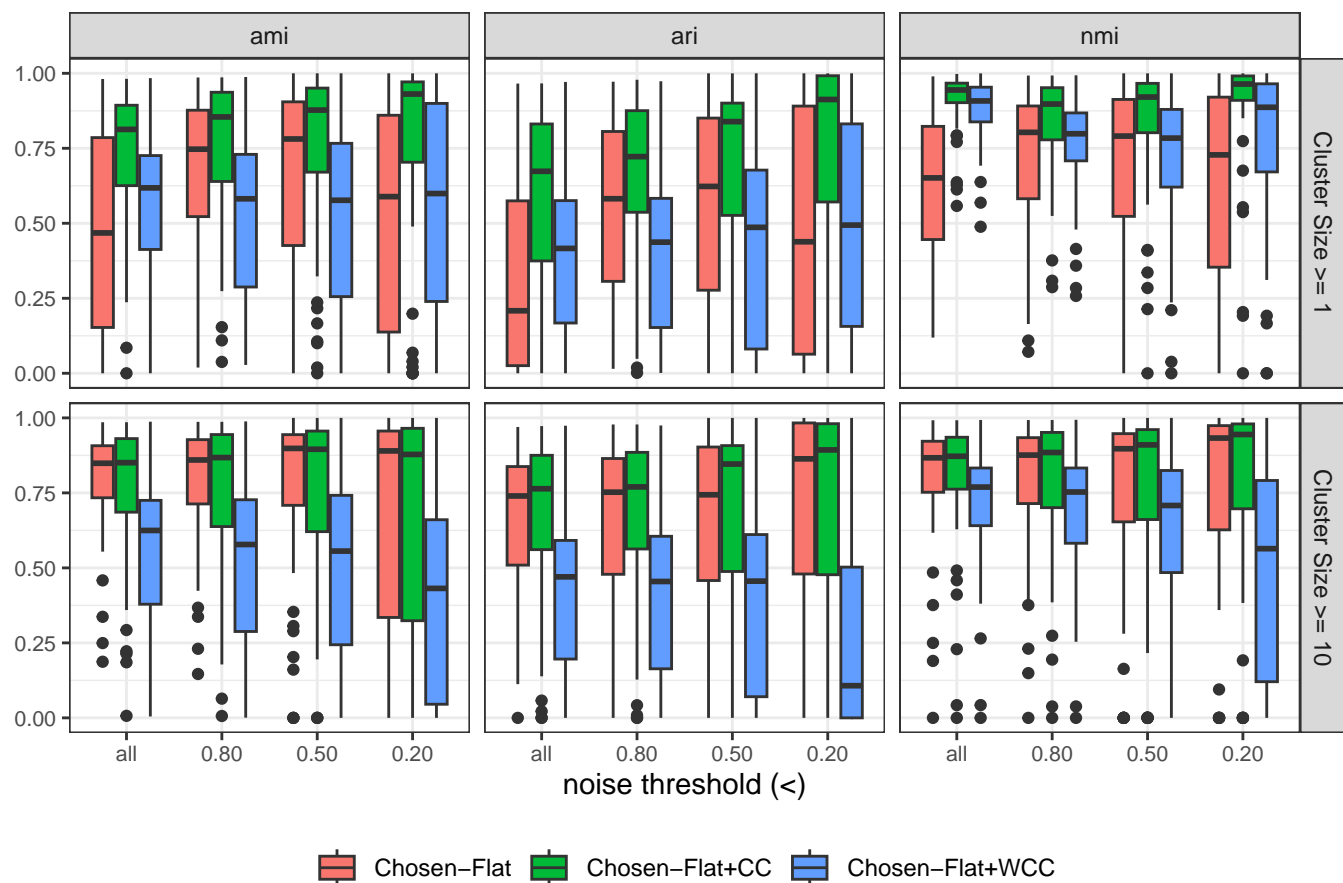 ami ari nmi
1.00
0.75
0.50
0.25
0.00
Cluster Size >= 1
1.00
0.75
0.50
0.25
0.00
Cluster Size >= 10
all 0.80 0.50 0.20 all 0.80 0.50 0.20 all 0.80 0.50 0.20
noise threshold (<)
Chosen−Flat Chosen−Flat+CC Chosen−Flat+WCC